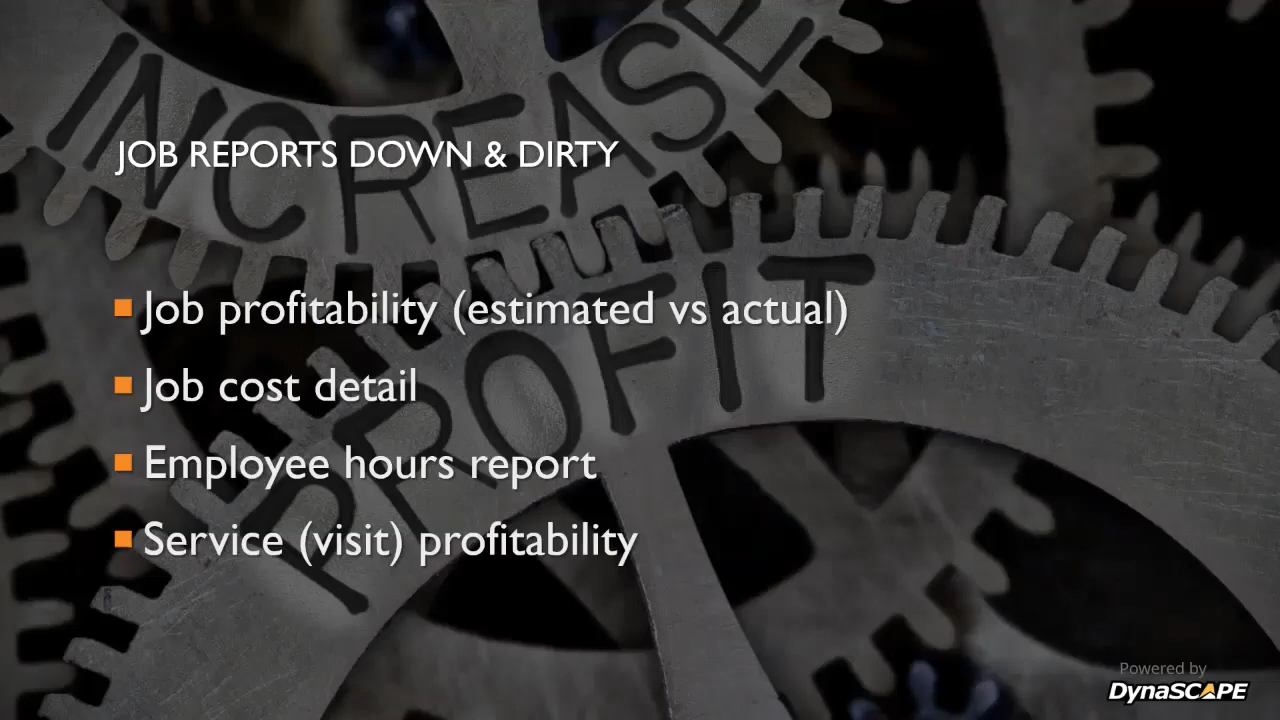 INCREASE
JOB REPORTS DOWN & DIRTY
PROFIT
Job profitability (estimated vs actual)
Job cost detail
Employee hours report
Service (visit) profitability
Powered by
DynaSCAPE